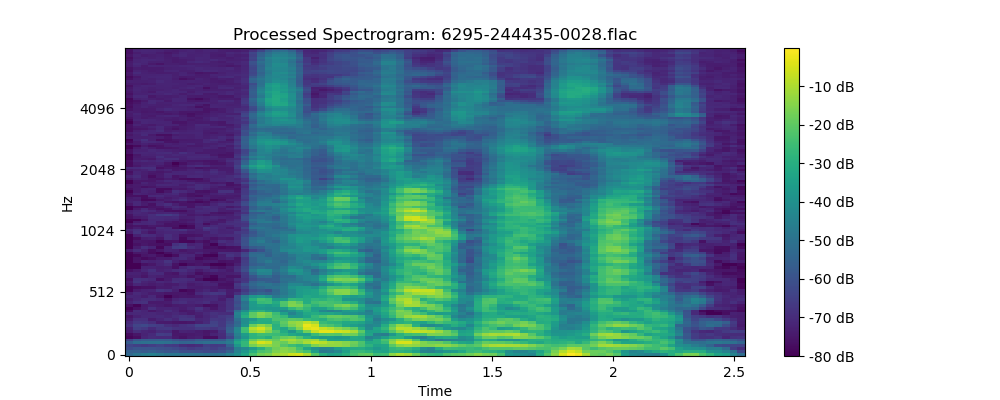 Processed Spectrogram: 6295-244435-0028.flac
Hz
4096
2048
1024
512
0
0
0.5
1
1.5
2
2.5
Time
-10 dB
-20 dB
-30 dB
-40 dB
-50 dB
-60 dB
-70 dB
-80 dB